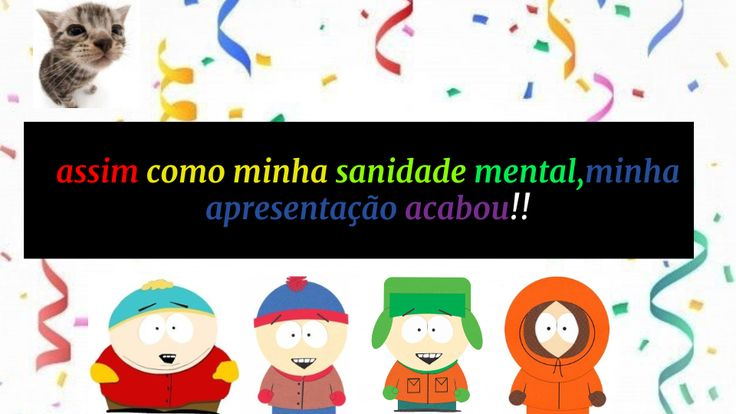 assim como minha sanidade mental,minha
apresentação acabou!!